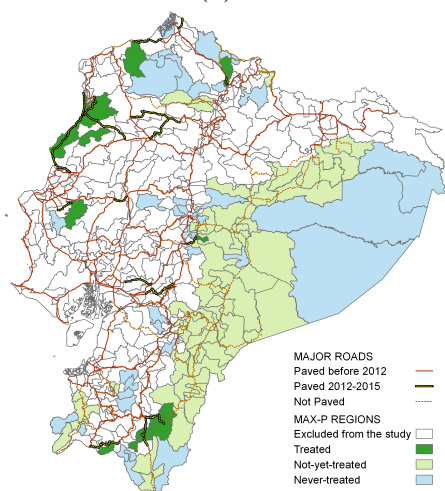 MAJOR ROADS
Paved before 2012
Paved 2012-2015
Not Paved
MAX-P REGIONS
Excluded from the study
Treated
Not-yet-treated
Never-treated